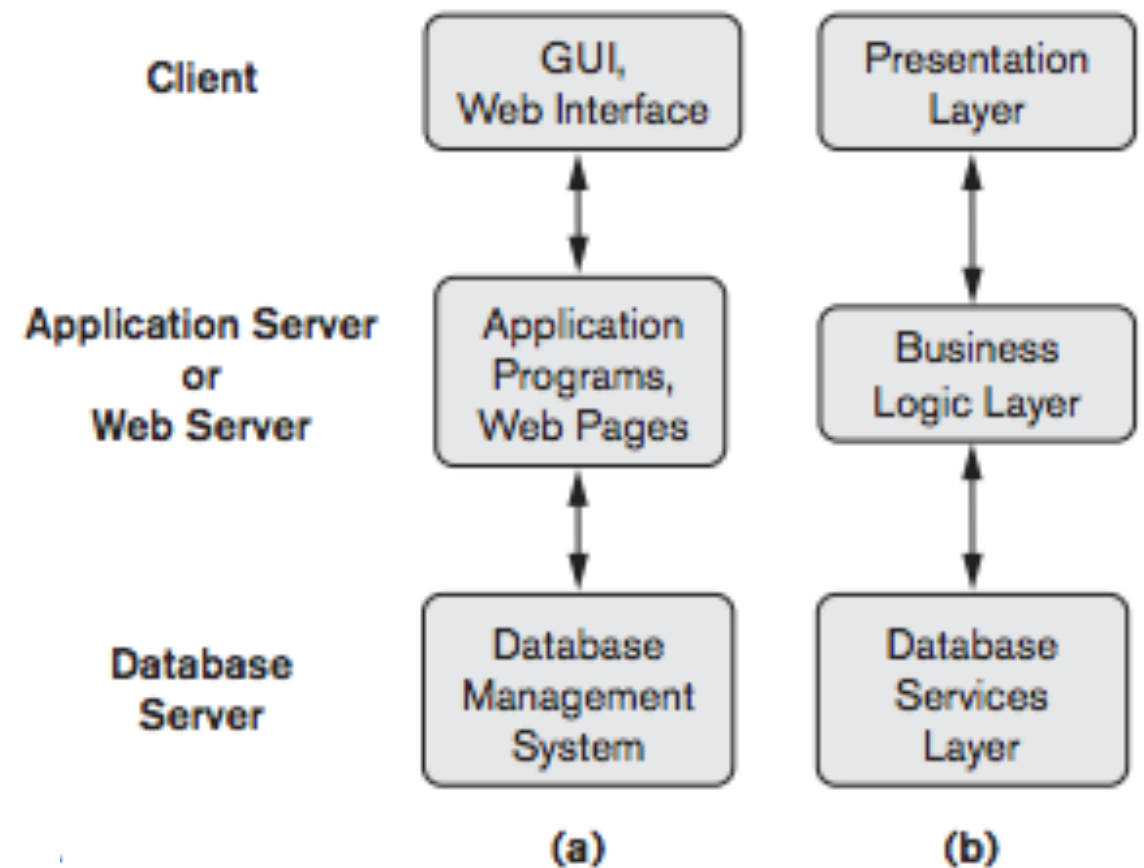 Client
GUI,
Web Interface
Presentation
Layer
Application Server
or
Web Server
Application
Programs,
Web Pages
Business
Logic Layer
Database
Server
Database
Management
System
Database
Services
Layer
(a)
(b)